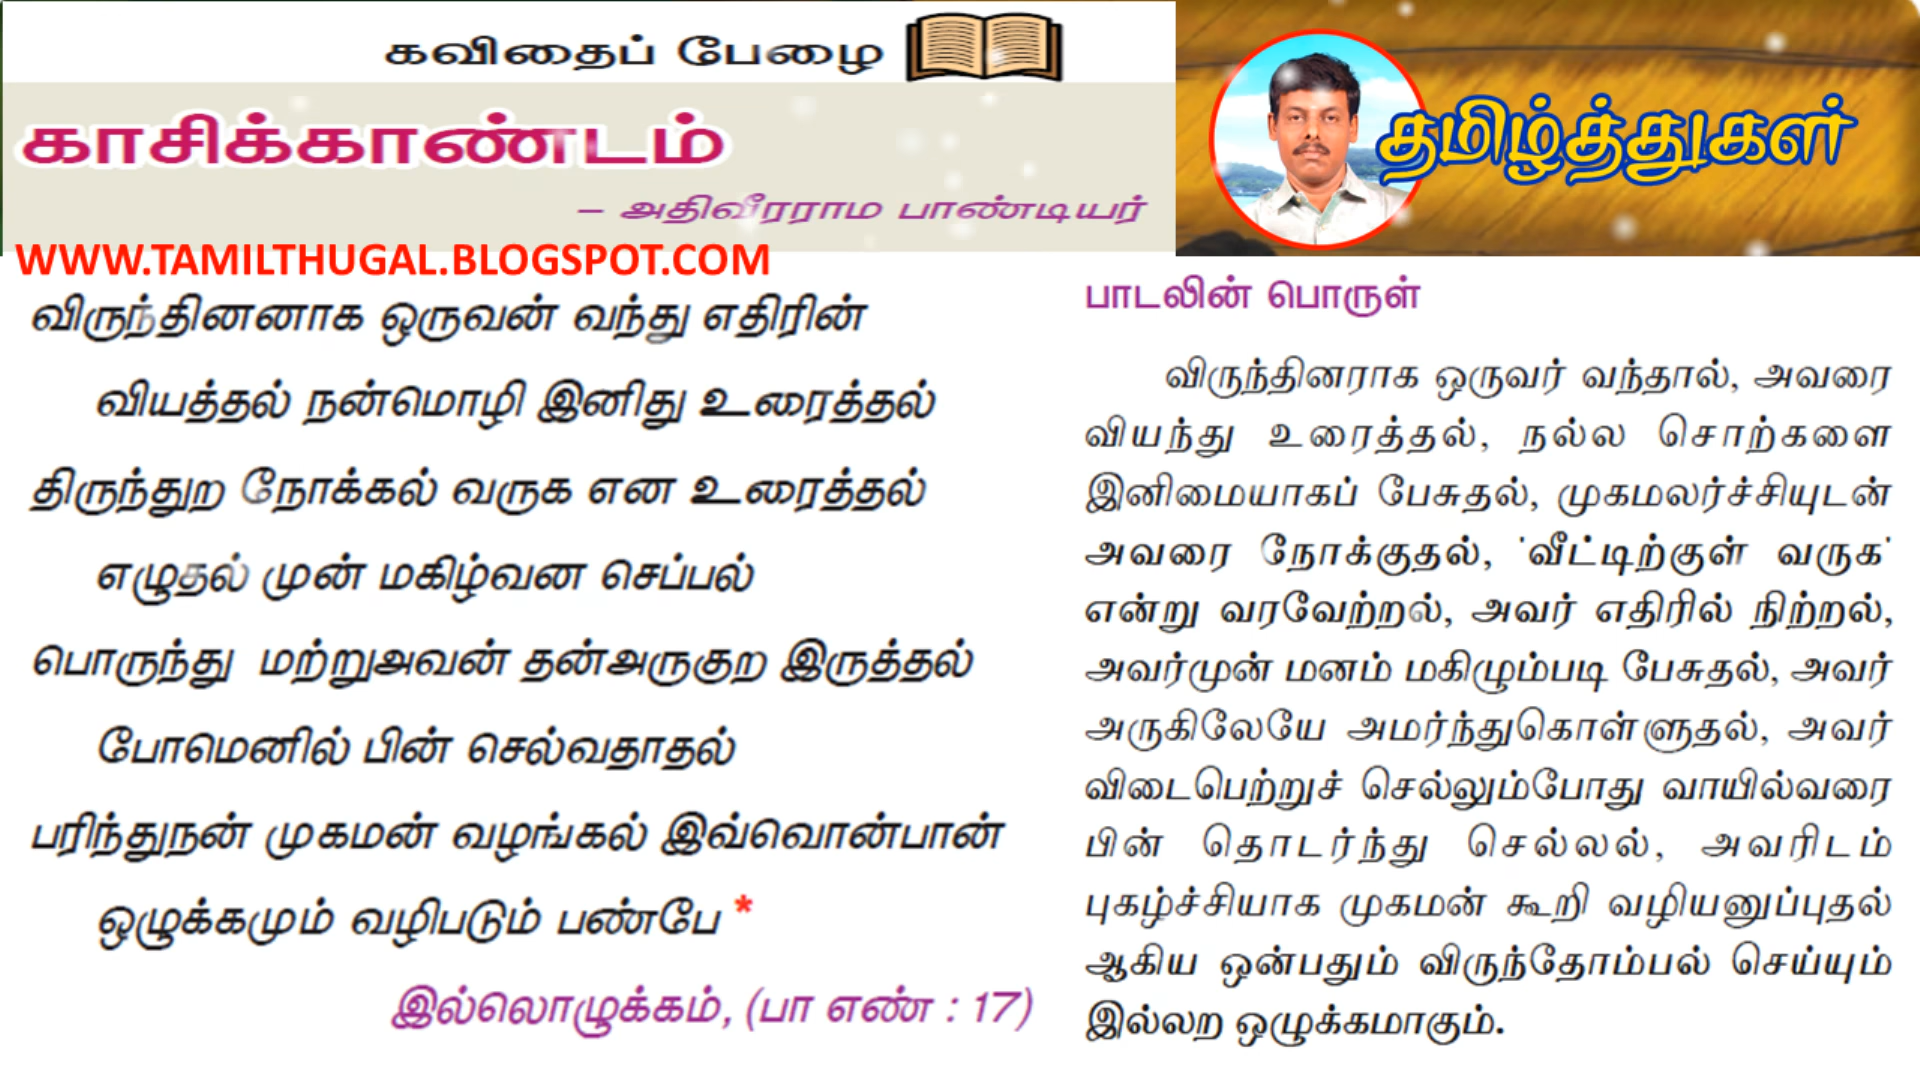 கவிதைப் பேழை
காசிக்காண்டம்
– அதிவீரராம பாண்டியர்
தமிழ்த்துகள்
WWW.TAMILTHUGAL.BLOGSPOT.COM
விருந்தினனாக ஒருவன் வந்து எதிரின்
வியத்தல் நன்மொழி இனிது உரைத்தல்
திருந்துற நோக்கல் வருக என உரைத்தல்
எழுதல் முன் மகிழ்வன செப்பல்
பொருந்து மற்றுஅவன் தன்அருகுற இருத்தல்
போமெனில் பின் செல்வதாதல்
பரிந்துநன் முகமன் வழங்கல் இவ்வொன்பான்
ஒழுக்கமும் வழிபடும் பண்பே *
இல்லொழுக்கம், (பா எண் : 17)
பாடலின் பொருள்
விருந்தினராக ஒருவர் வந்தால், அவரை
வியந்து உரைத்தல், நல்ல சொற்களை
இனிமையாகப் பேசுதல், முகமலர்ச்சியுடன்
அவரை நோக்குதல், 'வீட்டிற்குள் வருக'
என்று வரவேற்றல், அவர் எதிரில் நிற்றல்,
அவர்முன் மனம் மகிழும்படி பேசுதல், அவர்
அருகிலேயே அமர்ந்துகொள்ளுதல், அவர்
விடைபெற்றுச் செல்லும்போது வாயில்வரை
பின் தொடர்ந்து செல்லல், அவரிடம்
புகழ்ச்சியாக முகமன் கூறி வழியனுப்புதல்
ஆகிய ஒன்பதும் விருந்தோம்பல் செய்யும்
இல்லற ஒழுக்கமாகும்.